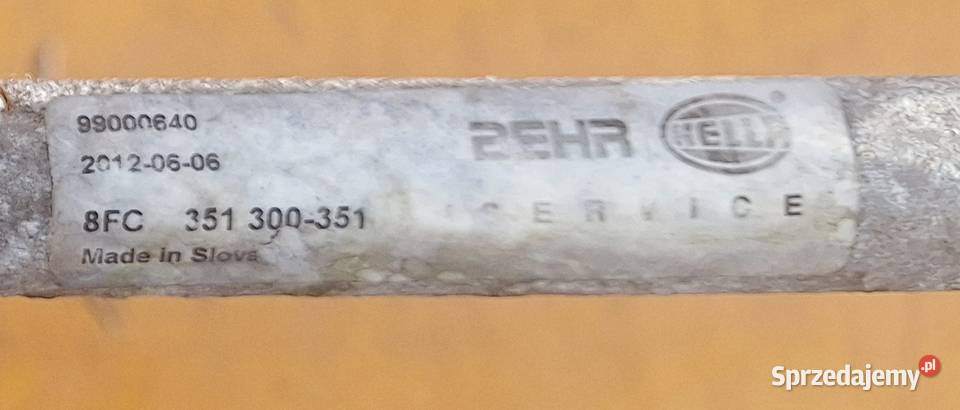 99000640
2012-06-06
8FC 351 300-351
Made in Slova
BEHR HELLA ®
SERVICE
Sprzedajemy.pl